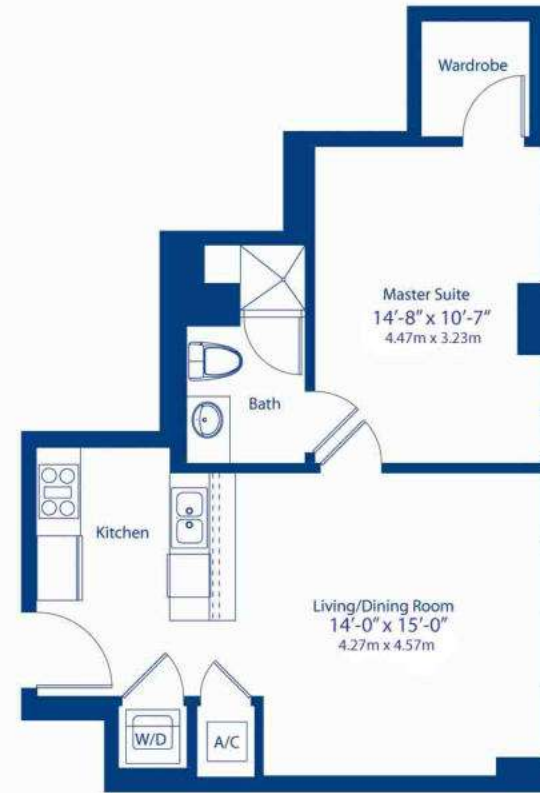 Wardrobe
Master Suite
14'-8" x 10'-7"
4.47m x 3.23m
Bath
Kitchen
Living/Dining Room
14'-0" x 15'-0"
4.27m x 4.57m
W/D
A/C